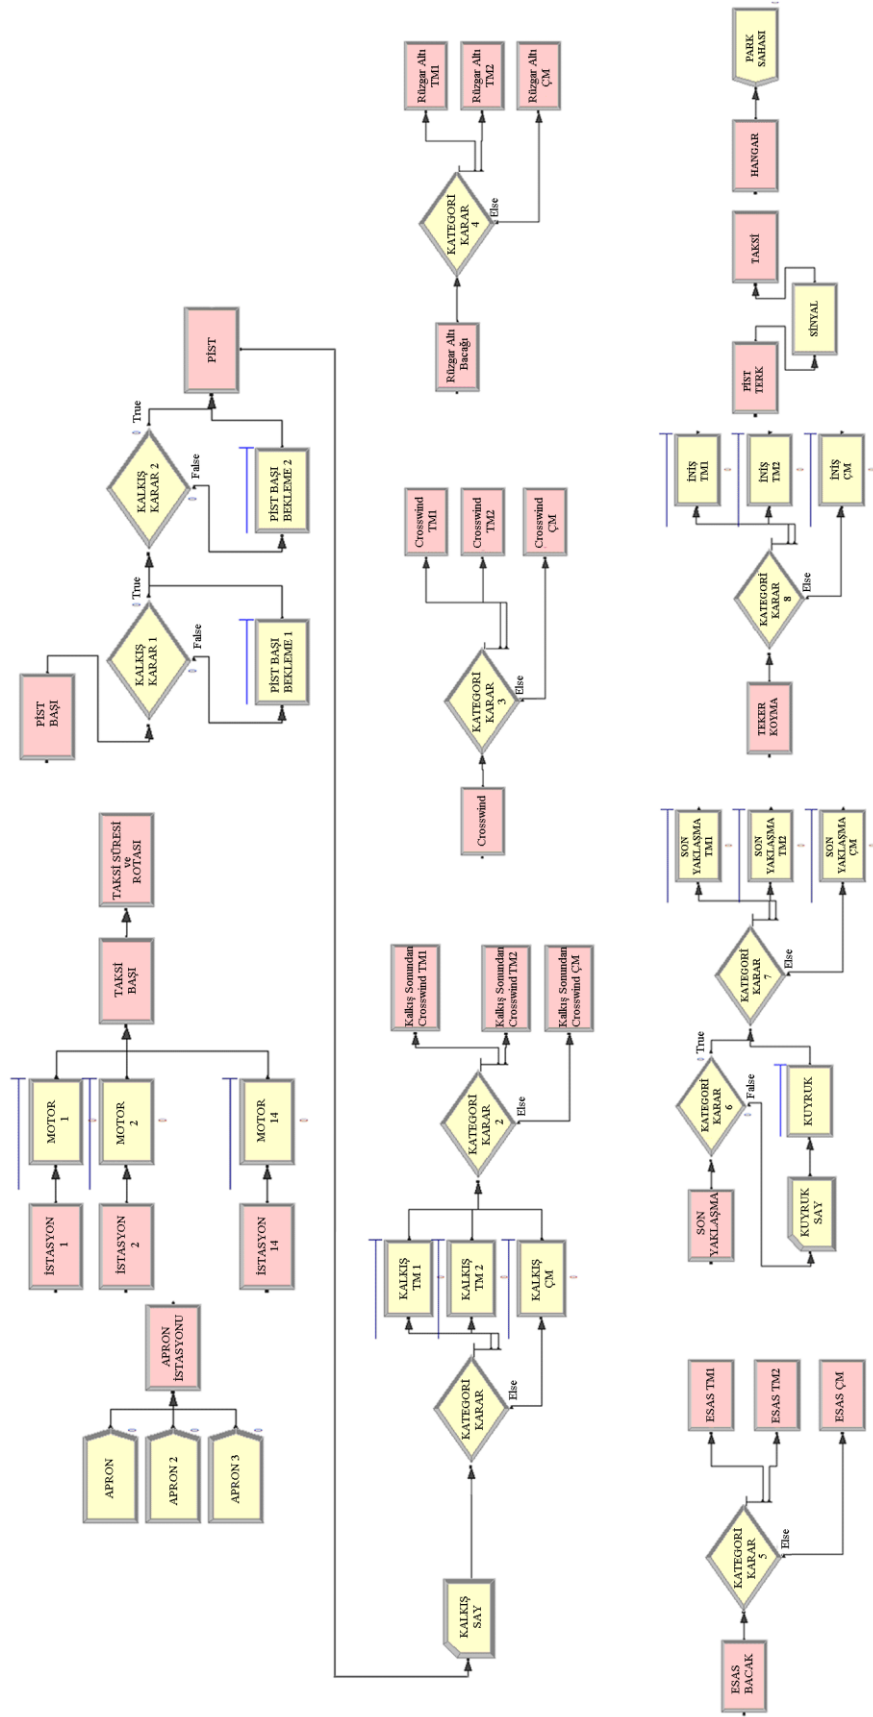 APRON
APRON 2
APRON 3
APRON
İSTASYONU
İSTASYON
1
İSTASYON
2
İSTASYON
14
MOTOR
1
MOTOR
2
MOTOR
14
TAKSİ
BAŞI
TAKSİ SÜRESİ
ve
ROTASI
PİST
BAŞI
KALKIŞ
KARAR 1
True
False
PİST BAŞI
BEKLEME 1
KALKIŞ
KARAR 2
True
False
PİST BAŞI
BEKLEME 2
PİST
KALKIŞ
SAY
KATEGORİ
KARAR
Else
KALKIŞ
TM 1
KALKIŞ
TM 2
KALKIŞ
ÇM
KATEGORİ
KARAR
2
Else
Kalkış Sonundan
Crosswind TM1
Kalkış Sonundan
Crosswind TM2
Kalkış Sonundan
Crosswind ÇM
Crosswind
KATEGORİ
KARAR
3
Else
Crosswind
TM1
Crosswind
TM2
Crosswind
ÇM
Rüzgar Altı
Bacağı
KATEGORİ
KARAR
4
Else
Rüzgar Altı
TM1
Rüzgar Altı
TM2
Rüzgar Altı
ÇM
ESAS
BACAK
KATEGORİ
KARAR
5
Else
ESAS TM1
ESAS TM2
ESAS ÇM
SON
YAKLAŞMA
KATEGORİ
KARAR
6
True
False
KUYRUK
SAY
KUYRUK
KATEGORİ
KARAR
7
Else
SON
YAKLAŞMA
TM1
SON
YAKLAŞMA
TM2
SON
YAKLAŞMA
ÇM
TEKER
KOYMA
KATEGORİ
KARAR
8
Else
İNİŞ
TM1
İNİŞ
TM2
İNİŞ
ÇM
PİST
TERK
SİNYAL
TAKSİ
HANGAR
PARK
SAHASI